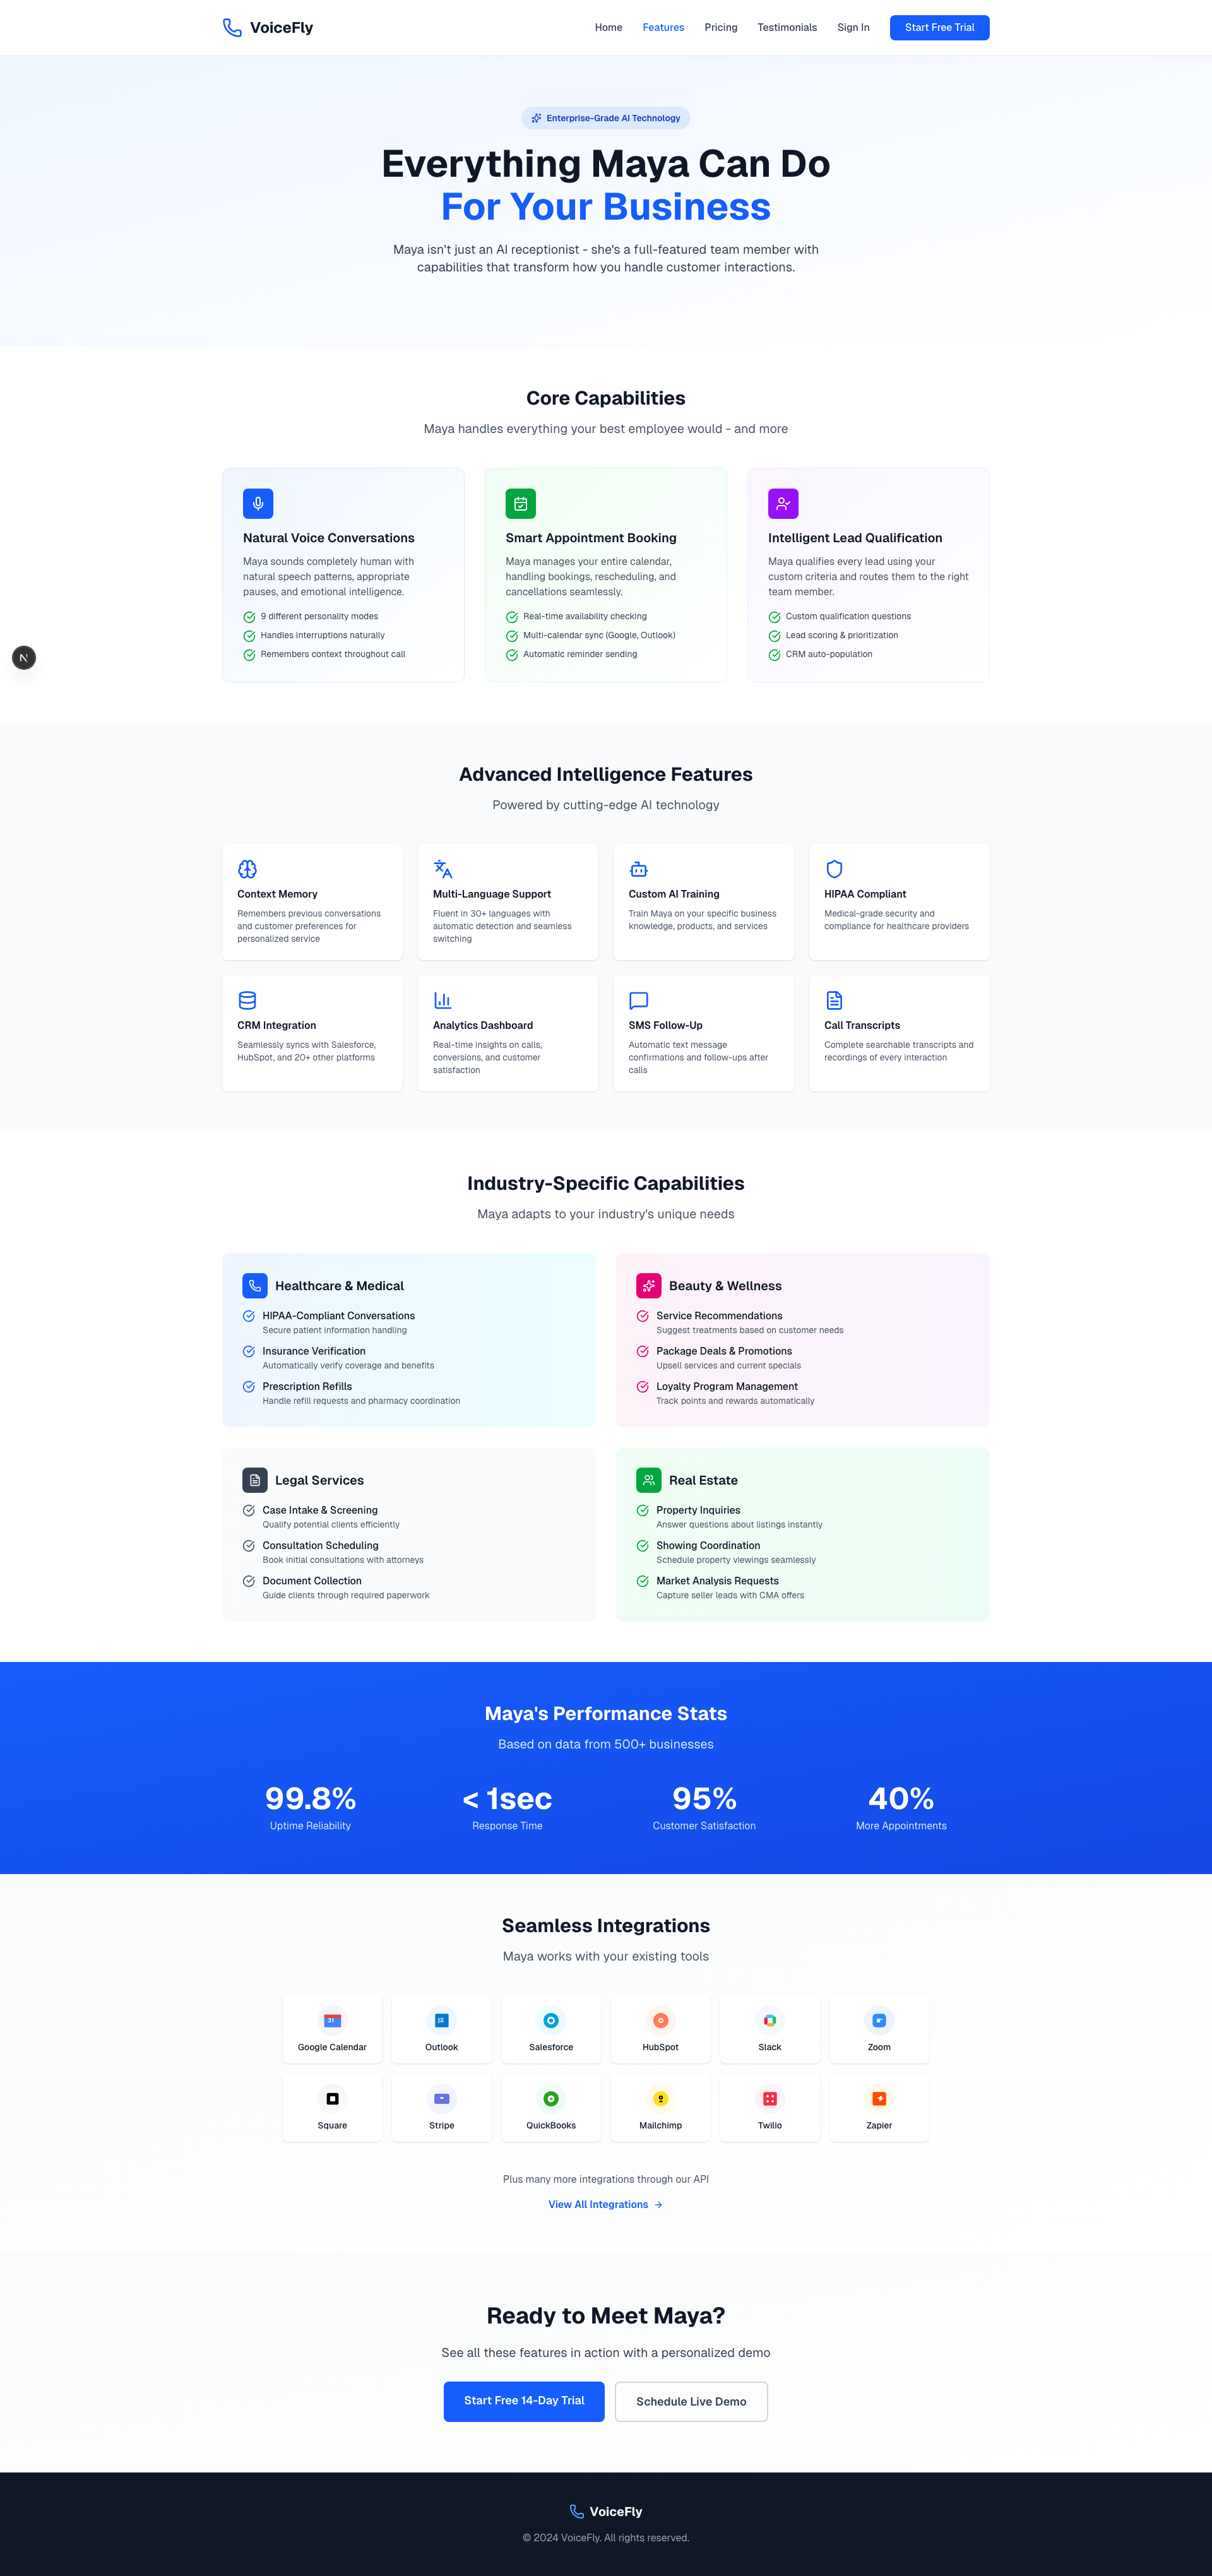 VoiceFly
Home
Features
Pricing
Testimonials
Sign In
Start Free Trial
Enterprise-Grade AI Technology
Everything Maya Can Do
For Your Business
Maya isn't just an AI receptionist - she's a full-featured team member with
capabilities that transform how you handle customer interactions.
Core Capabilities
Maya handles everything your best employee would - and more
Natural Voice Conversations
Maya sounds completely human with
natural speech patterns, appropriate
pauses, and emotional intelligence.
9 different personality modes
Handles interruptions naturally
Remembers context throughout call
Smart Appointment Booking
Maya manages your entire calendar,
handling bookings, rescheduling, and
cancellations seamlessly.
Real-time availability checking
Multi-calendar sync (Google, Outlook)
Automatic reminder sending
Intelligent Lead Qualification
Maya qualifies every lead using your
custom criteria and routes them to the right
team member.
Custom qualification questions
Lead scoring & prioritization
CRM auto-population
N
Advanced Intelligence Features
Powered by cutting-edge AI technology
Context Memory
Remembers previous conversations
and customer preferences for
personalized service
Multi-Language Support
Fluent in 30+ languages with
automatic detection and seamless
switching
Custom AI Training
Train Maya on your specific business
knowledge, products, and services
HIPAA Compliant
Medical-grade security and
compliance for healthcare providers
CRM Integration
Seamlessly syncs with Salesforce,
HubSpot, and 20+ other platforms
Analytics Dashboard
Real-time insights on calls,
conversions, and customer
satisfaction
SMS Follow-Up
Automatic text message
confirmations and follow-ups after
calls
Call Transcripts
Complete searchable transcripts and
recordings of every interaction
Industry-Specific Capabilities
Maya adapts to your industry's unique needs
Healthcare & Medical
HIPAA-Compliant Conversations
Secure patient information handling
Insurance Verification
Automatically verify coverage and benefits
Prescription Refills
Handle refill requests and pharmacy coordination
Beauty & Wellness
Service Recommendations
Suggest treatments based on customer needs
Package Deals & Promotions
Upsell services and current specials
Loyalty Program Management
Track points and rewards automatically
Legal Services
Case Intake & Screening
Qualify potential clients efficiently
Consultation Scheduling
Book initial consultations with attorneys
Document Collection
Guide clients through required paperwork
Real Estate
Property Inquiries
Answer questions about listings instantly
Showing Coordination
Schedule property viewings seamlessly
Market Analysis Requests
Capture seller leads with CMA offers
Maya's Performance Stats
Based on data from 500+ businesses
99.8%
Uptime Reliability
< 1sec
Response Time
95%
Customer Satisfaction
40%
More Appointments
Seamless Integrations
Maya works with your existing tools
31
Google Calendar
Outlook
Salesforce
HubSpot
Slack
Zoom
Square
Stripe
QuickBooks
Mailchimp
Twilio
Zapier
Plus many more integrations through our API
View All Integrations
Ready to Meet Maya?
See all these features in action with a personalized demo
Start Free 14-Day Trial
Schedule Live Demo
VoiceFly
© 2024 VoiceFly. All rights reserved.